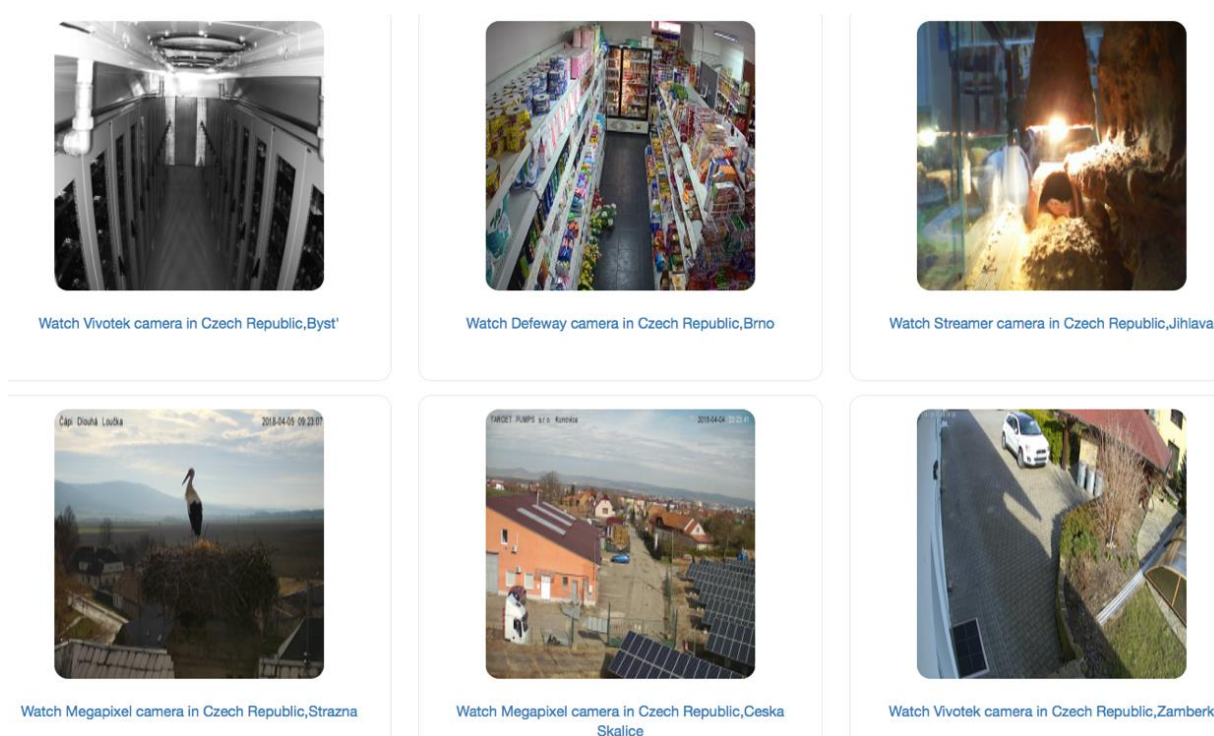 Watch Vivotek camera in Czech Republic,Byst'
Watch Defeway camera in Czech Republic,Brno
Watch Streamer camera in Czech Republic,Jihlava
Čápi Dlouhá Loučka
2018-04-05 09:23:07
TARGET PUMPS s.r.o. Kunovice
2018-04-04
Watch Megapixel camera in Czech Republic,Strazna
Watch Megapixel camera in Czech Republic,Ceska
Skalice
Watch Vivotek camera in Czech Republic,Zamberk